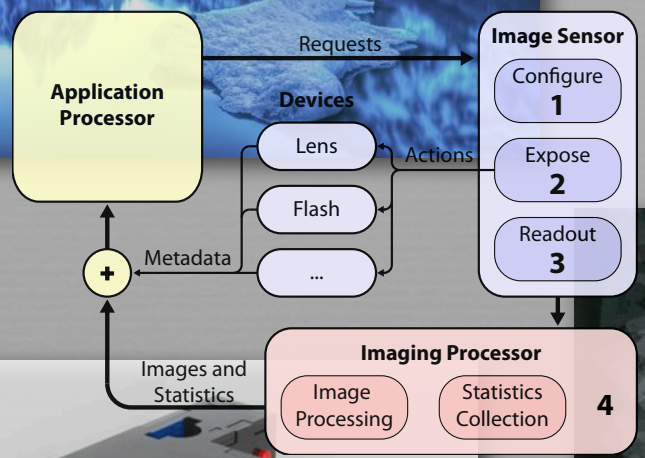 Application
Processor
Requests
Image Sensor
Configure
1
Expose
2
Readout
3
Devices
Lens
Flash
...
Actions
Metadata
+
Images and
Statistics
Imaging Processor
Image
Processing
Statistics
Collection
4